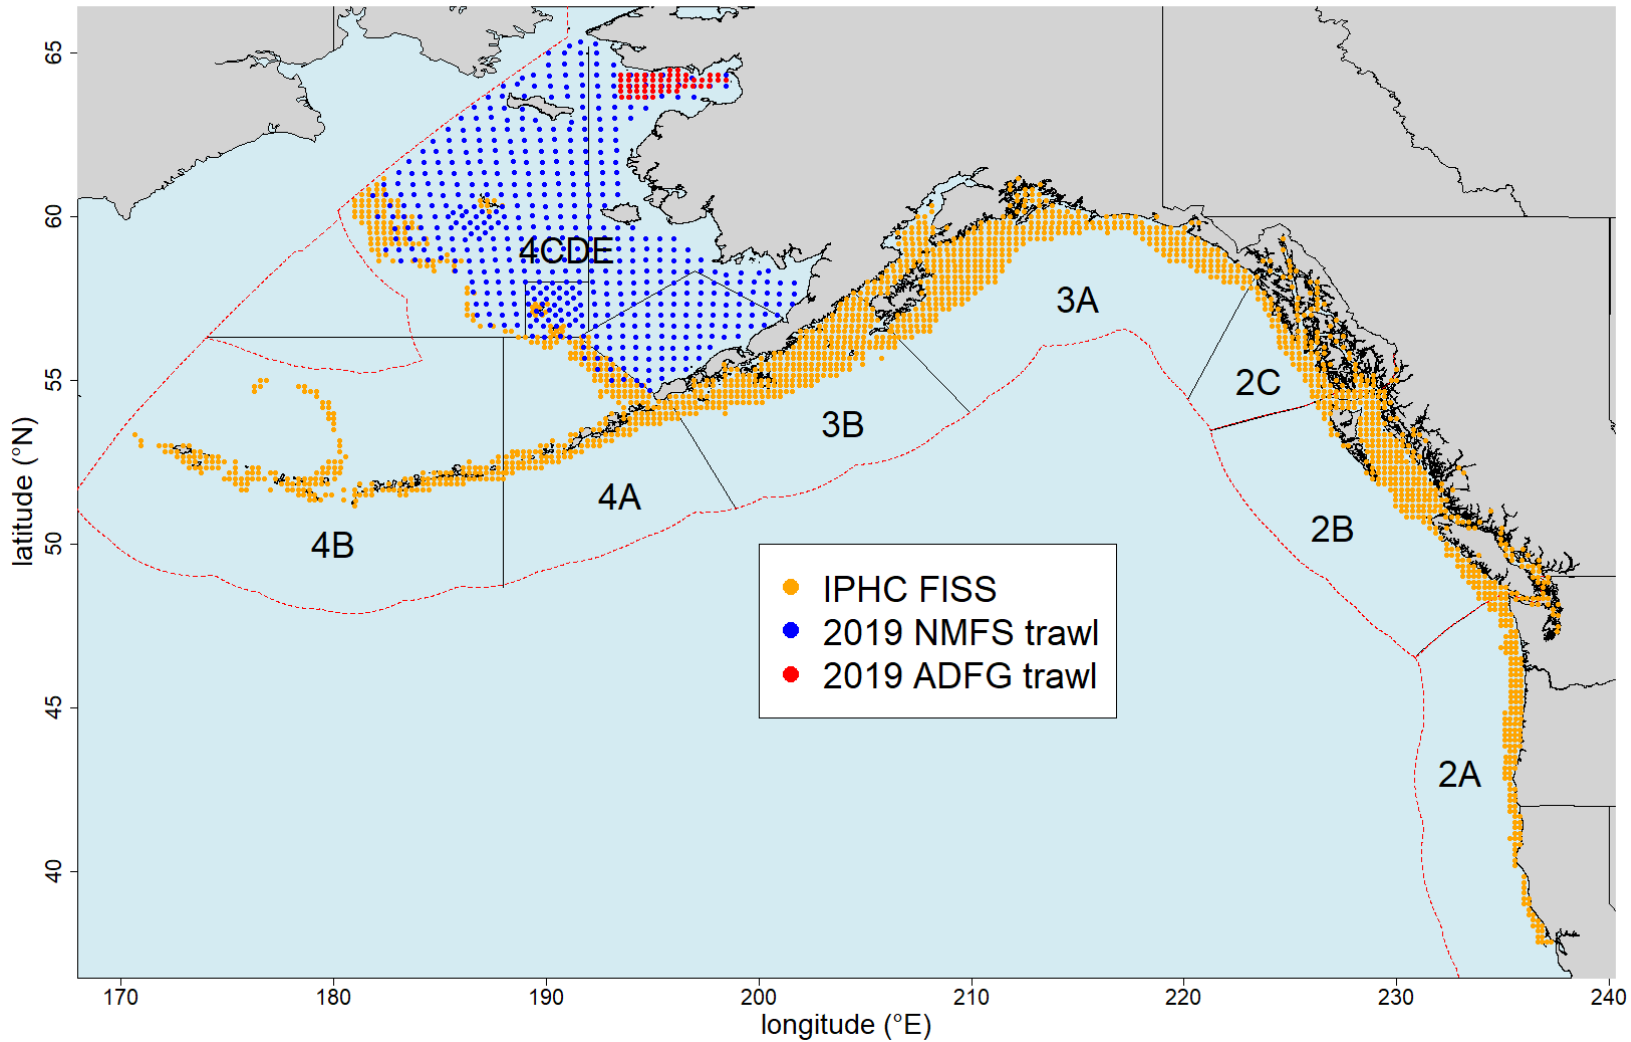 65
60
55
50
45
40
latitude (°N)
4CDE
3A
2C
3B
4A
2B
4B
2A
IPHC FISS
2019 NMFS trawl
2019 ADFG trawl
170
180
190
200
210
220
230
240
longitude (°E)